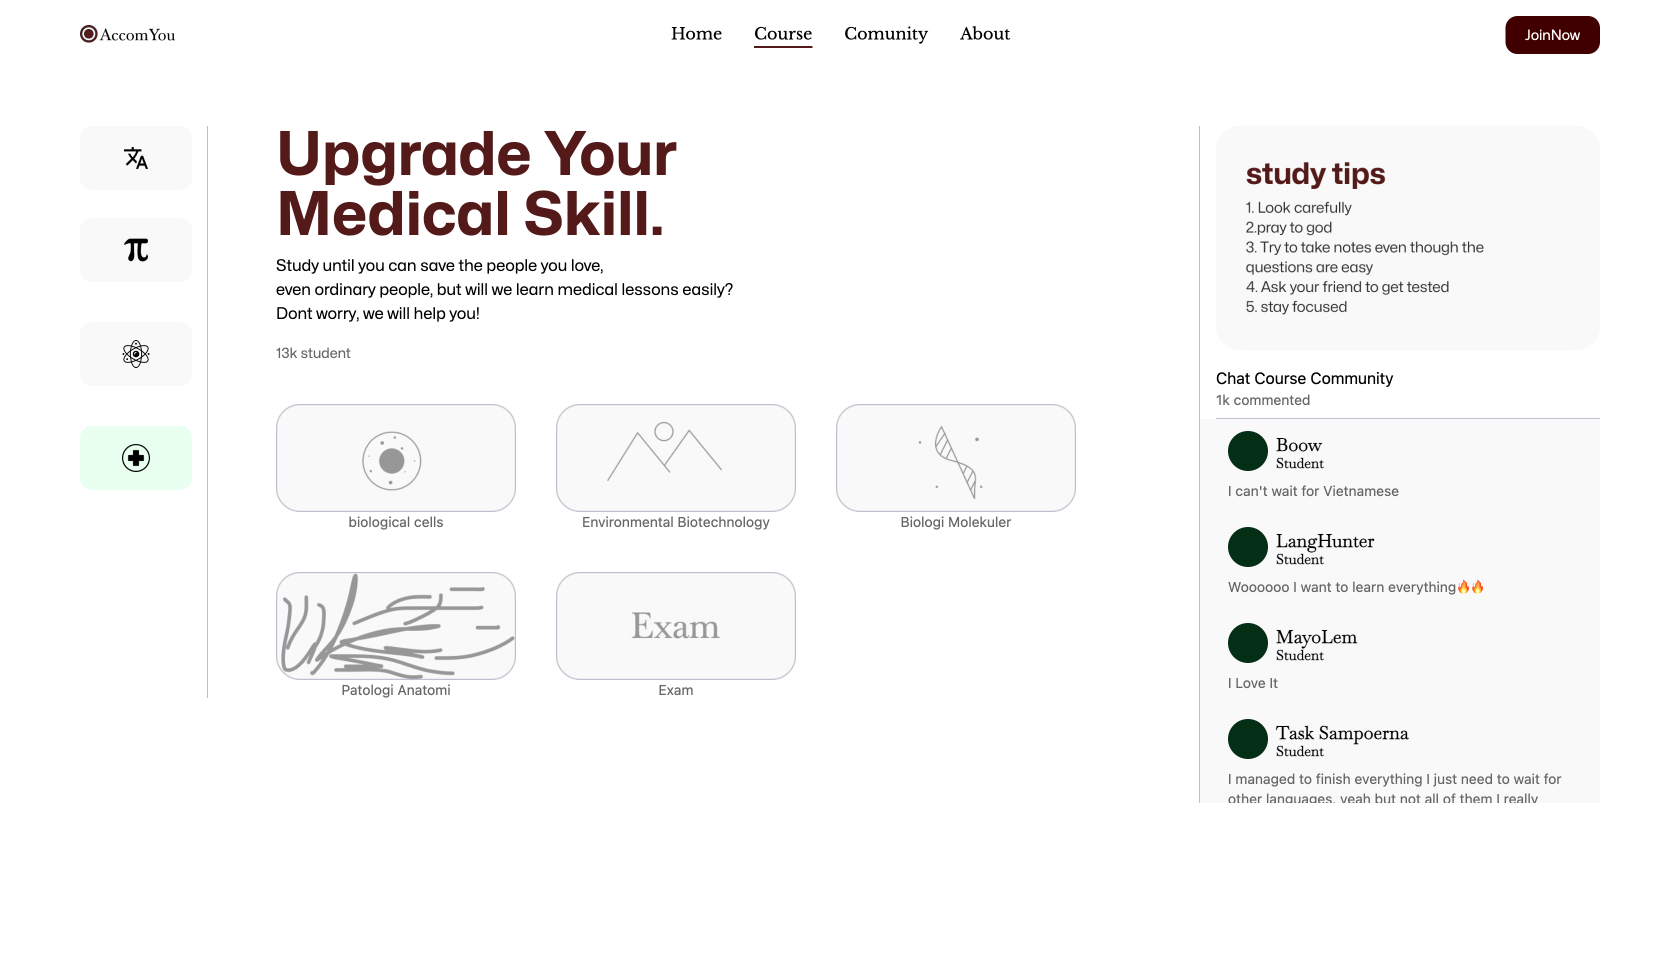 AccomYou
Home
Course
Comunity
About
JoinNow
Upgrade Your
Medical Skill.
Study until you can save the people you love,
even ordinary people, but will we learn medical lessons easily?
Dont worry, we will help you!
13k student
biological cells
Environmental Biotechnology
Biologi Molekuler
Exam
Patologi Anatomi
Exam
study tips
1. Look carefully
2.pray to god
3. Try to take notes even though the
questions are easy
4. Ask your friend to get tested
5. stay focused
Chat Course Community
1k commented
Boow
Student
I can't wait for Vietnamese
LangHunter
Student
Woooooo I want to learn everything🔥🔥
MayoLem
Student
I Love It
Task Sampoerna
Student
I managed to finish everything I just need to wait for
other languages, yeah but not all of them I really